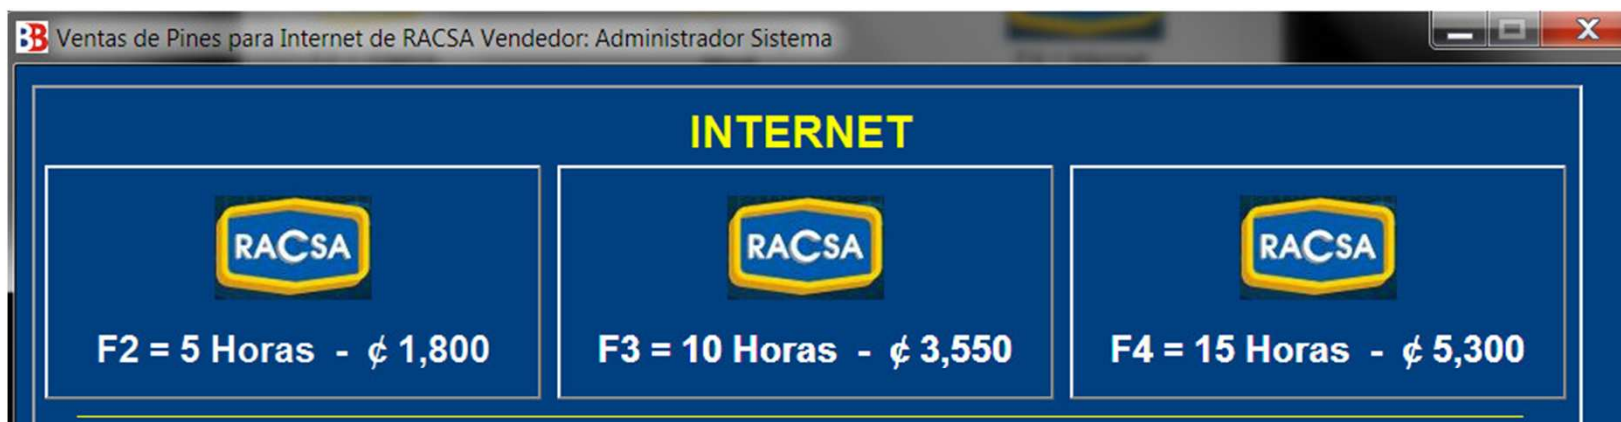 BB Ventas de Pines para Internet de RACSA Vendedor: Administrador Sistema
INTERNET
RACSA RACSA RACSA
F2 = 5 Horas - ₡ 1,800 F3 = 10 Horas - ₡ 3,550 F4 = 15 Horas - ₡ 5,300